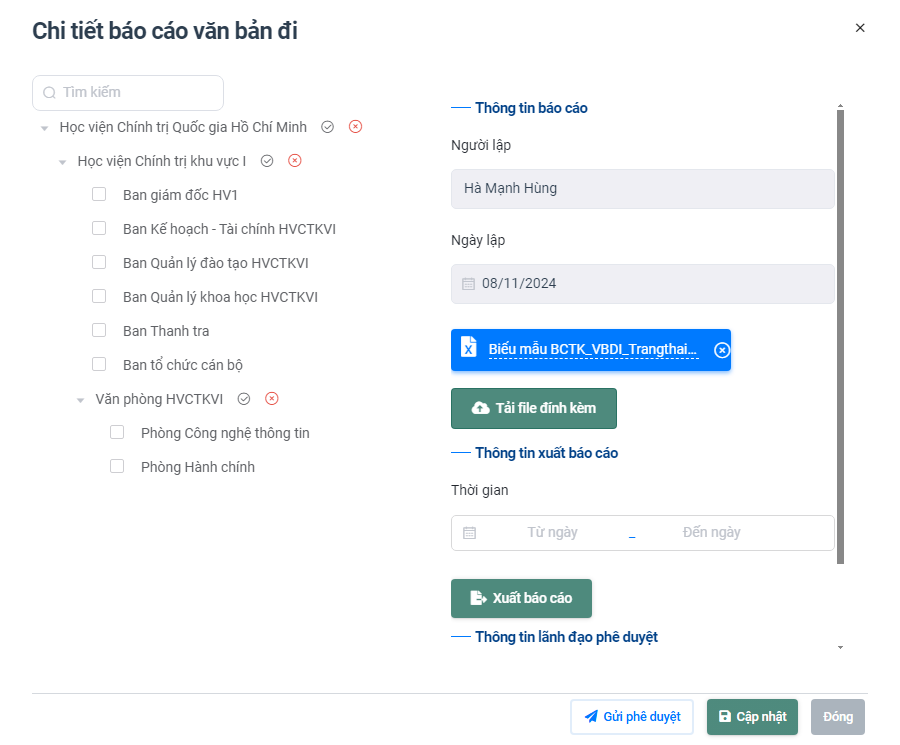 Chi tiết báo cáo văn bản đi
Tìm kiếm
Học viện Chính trị Quốc gia Hồ Chí Minh
Học viện Chính trị khu vực I
Ban giám đốc HV1
Ban Kế hoạch - Tài chính HVCTKVI
Ban Quản lý đào tạo HVCTKVI
Ban Quản lý khoa học HVCTKVI
Ban Thanh tra
Ban tổ chức cán bộ
Văn phòng HVCTKVI
Phòng Công nghệ thông tin
Phòng Hành chính
Thông tin báo cáo
Người lập
Hà Mạnh Hùng
Ngày lập
08/11/2024
Biểu mẫu BCTK_VBDI_Trangthai...
Tải file đính kèm
Thông tin xuất báo cáo
Thời gian
Từ ngày _ Đến ngày
Xuất báo cáo
Thông tin lãnh đạo phê duyệt
Gửi phê duyệt Cập nhật Đóng